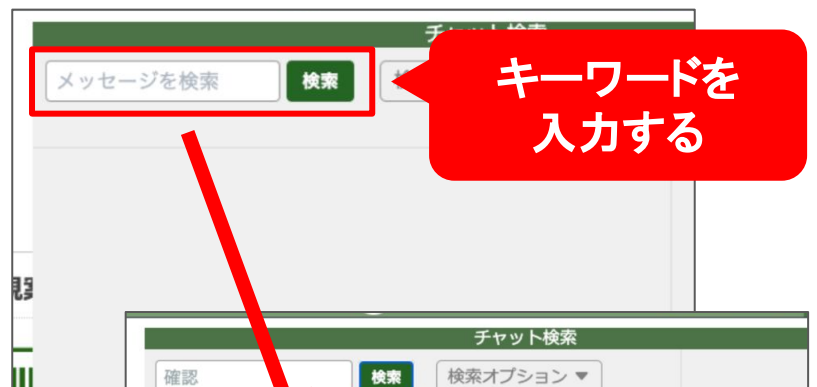 チャット検索
メッセージを検索
検索
キーワードを
入力する
チャット検索
確認
検索
検索オプション ▼